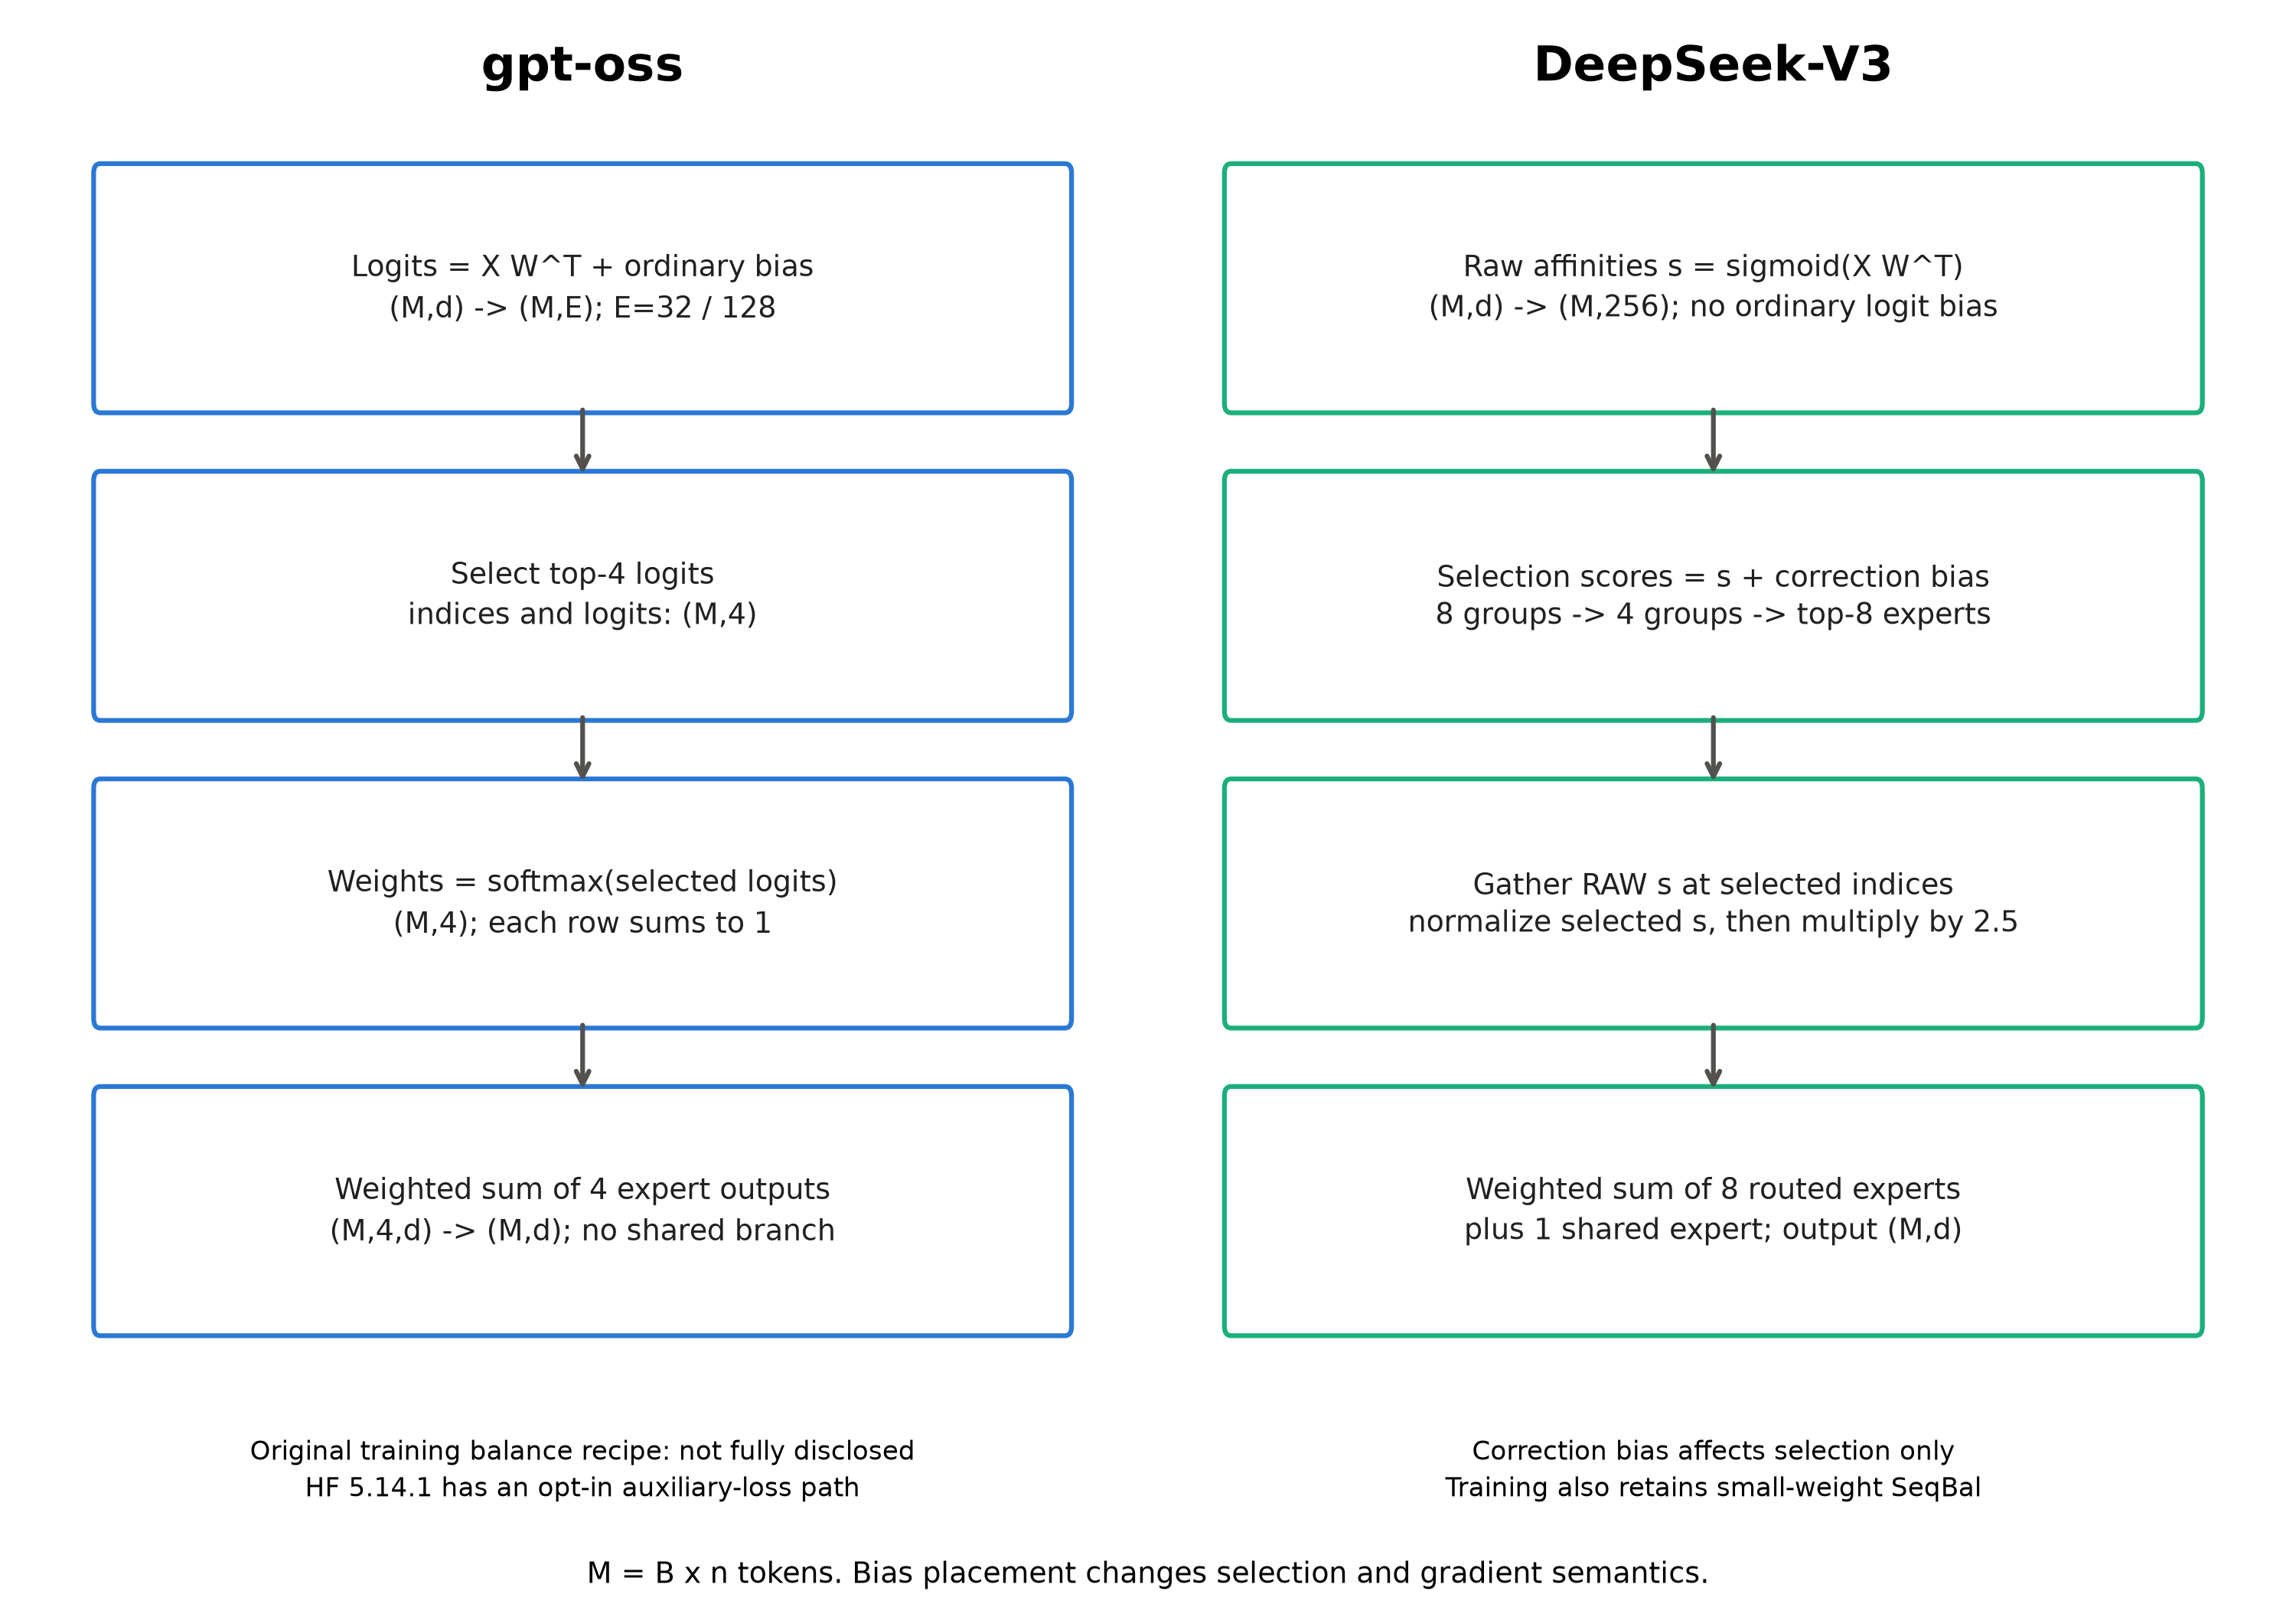 gpt-oss
Logits = X W^T + ordinary bias
(M,d) -> (M,E); E=32 / 128
Select top-4 logits
indices and logits: (M,4)
Weights = softmax(selected logits)
(M,4); each row sums to 1
Weighted sum of 4 expert outputs
(M,4,d) -> (M,d); no shared branch
Original training balance recipe: not fully disclosed
HF 5.14.1 has an opt-in auxiliary-loss path
DeepSeek-V3
Raw affinities s = sigmoid(X W^T)
(M,d) -> (M,256); no ordinary logit bias
Selection scores = s + correction bias
8 groups -> 4 groups -> top-8 experts
Gather RAW s at selected indices
normalize selected s, then multiply by 2.5
Weighted sum of 8 routed experts
plus 1 shared expert; output (M,d)
Correction bias affects selection only
Training also retains small-weight SeqBal
M = B x n tokens. Bias placement changes selection and gradient semantics.